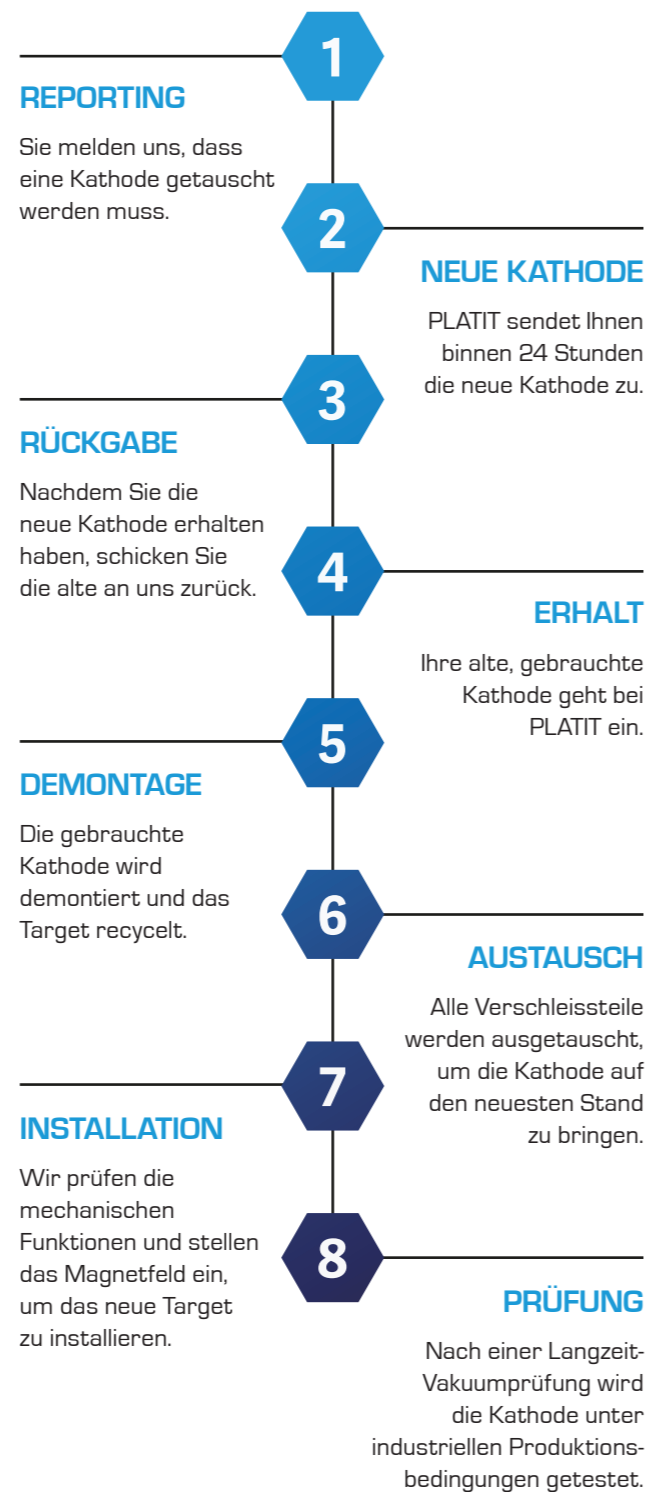 1
REPORTING
Sie melden uns, dass
eine Kathode getauscht
werden muss.
2
NEUE KATHODE
PLATIT sendet Ihnen
binnen 24 Stunden
die neue Kathode zu.
3
RÜCKGABE
Nachdem Sie die
neue Kathode erhalten
haben, schicken Sie
die alte an uns zurück.
4
ERHALT
Ihre alte, gebrauchte
Kathode geht bei
PLATIT ein.
5
DEMONTAGE
Die gebrauchte
Kathode wird
demontiert und das
Target recycelt.
6
AUSTAUSCH
Alle Verschleissteile
werden ausgetauscht,
um die Kathode auf
den neuesten Stand
zu bringen.
7
INSTALLATION
Wir prüfen die
mechanischen
Funktionen und stellen
das Magnetfeld ein,
um das neue Target
zu installieren.
8
PRÜFUNG
Nach einer Langzeit-
Vakuumprüfung wird
die Kathode unter
industriellen Produktions-
bedingungen getestet.